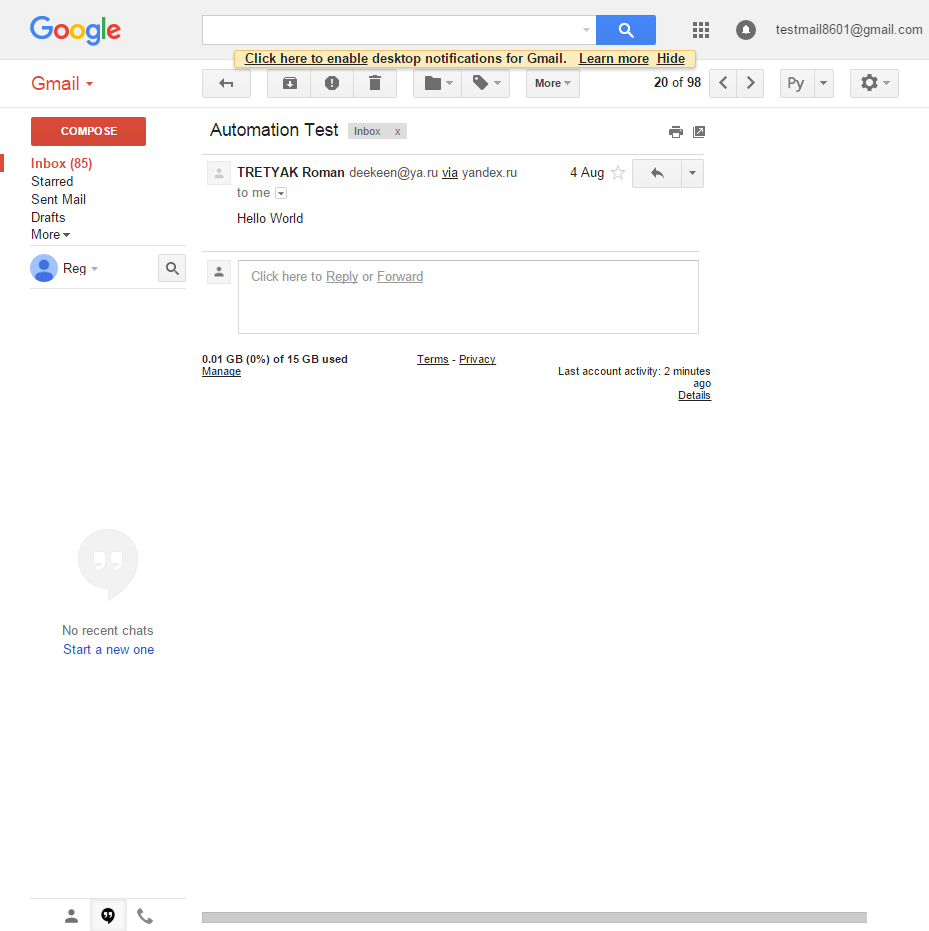 Google
testmail8601@gmail.com
Click here to enable desktop notifications for Gmail. Learn more Hide
Gmail
More
20 of 98
Ру
COMPOSE
Automation Test
Inbox x
Inbox (85)
Starred
Sent Mail
Drafts
More
TRETYAK Roman deekeen@ya.ru via yandex.ru
4 Aug
to me
Hello World
Reg
Click here to Reply or Forward
0.01 GB (0%) of 15 GB used
Manage
Terms - Privacy
Last account activity: 2 minutes
ago
Details
No recent chats
Start a new one